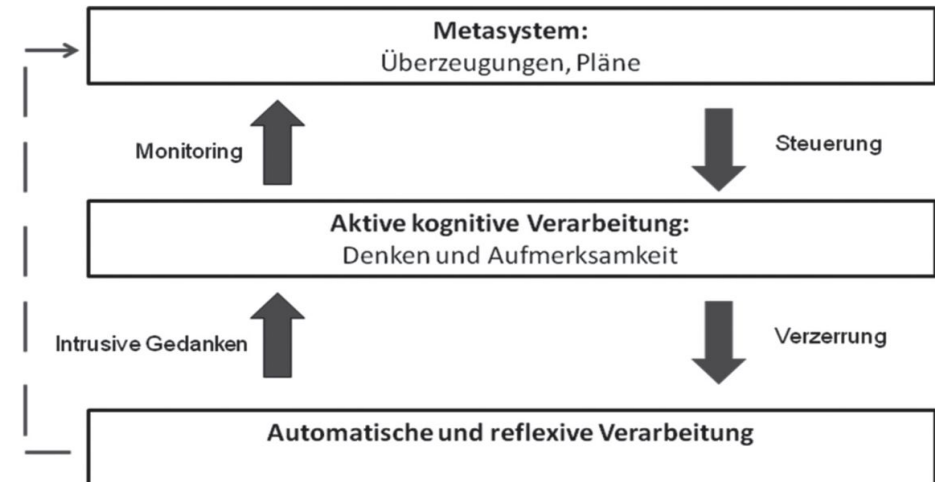 Metasystem:
Überzeugungen, Pläne
Monitoring
Steuerung
Aktive kognitive Verarbeitung:
Denken und Aufmerksamkeit
Intrusive Gedanken
Verzerrung
Automatische und reflexive Verarbeitung